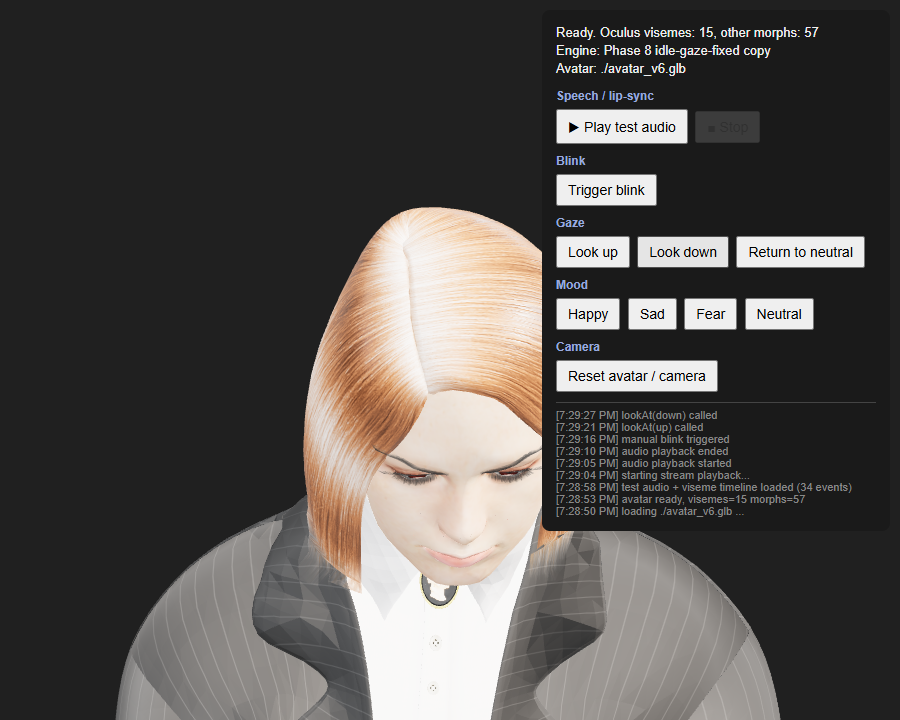 Ready. Oculus visemes: 15, other morphs: 57
Engine: Phase 8 idle-gaze-fixed copy
Avatar: ./avatar_v6.glb
Speech / lip-sync
▶ Play test audio ■ Stop
Blink
Trigger blink
Gaze
Look up Look down Return to neutral
Mood
Happy Sad Fear Neutral
Camera
Reset avatar / camera
[7:29:27 PM] lookAt(down) called
[7:29:21 PM] lookAt(up) called
[7:29:16 PM] manual blink triggered
[7:29:10 PM] audio playback ended
[7:29:05 PM] audio playback started
[7:29:04 PM] starting stream playback...
[7:28:58 PM] test audio + viseme timeline loaded (34 events)
[7:28:53 PM] avatar ready, visemes=15 morphs=57
[7:28:50 PM] loading ./avatar_v6.glb ...